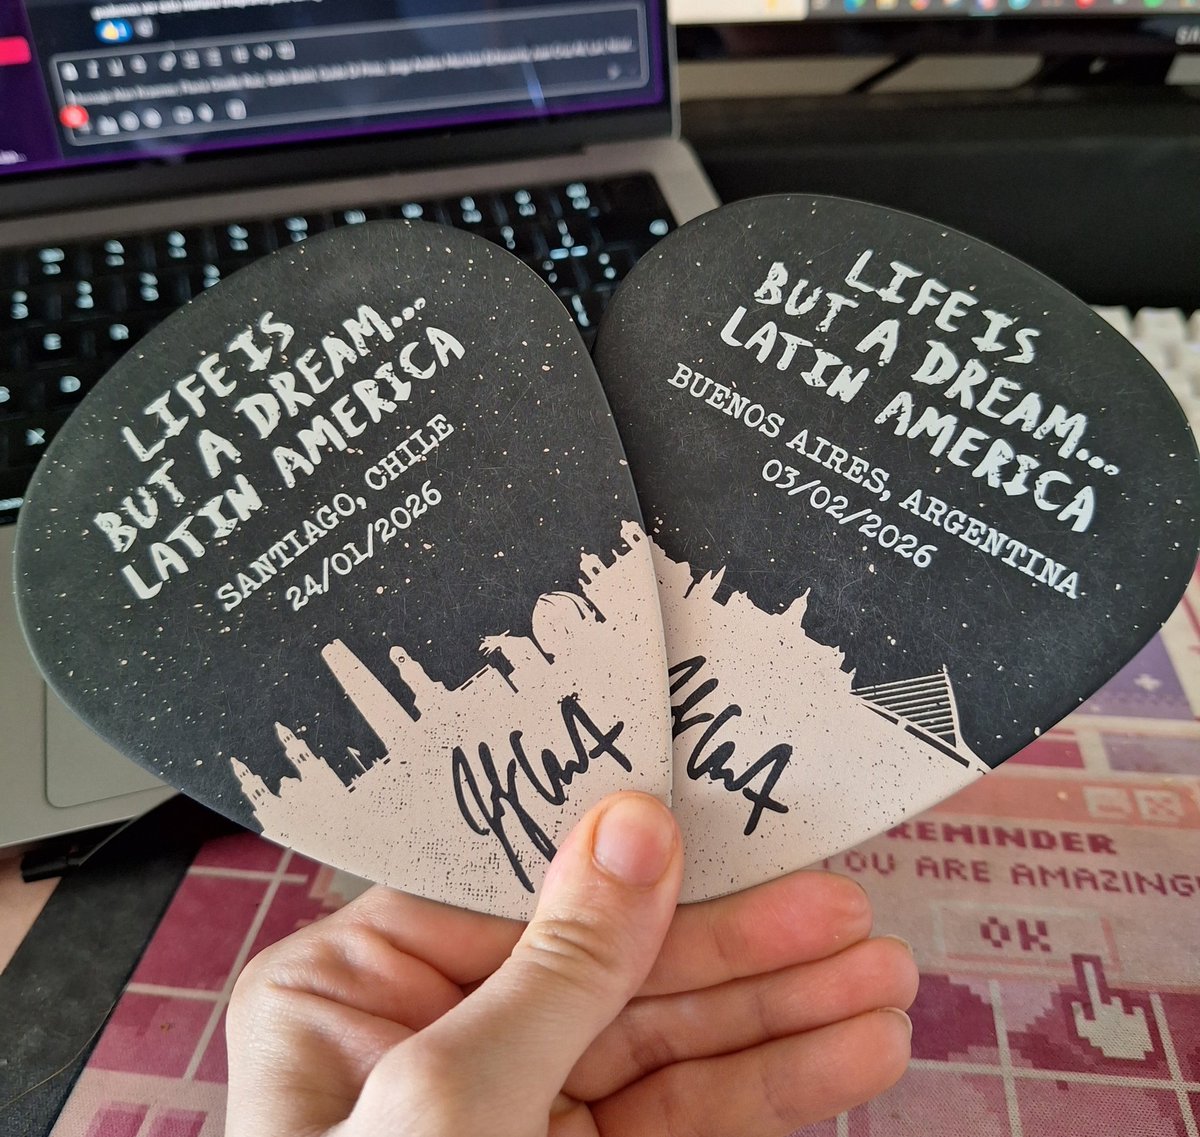 LIFE IS
BUT A DREAM...
LATIN AMERICA
SANTIAGO, CHILE
24/01/2026
LIFE IS
BUT A DREAM...
LATIN AMERICA
BUENOS AIRES, ARGENTINA
03/02/2026
REMINDER
YOU ARE AMAZING!
OK